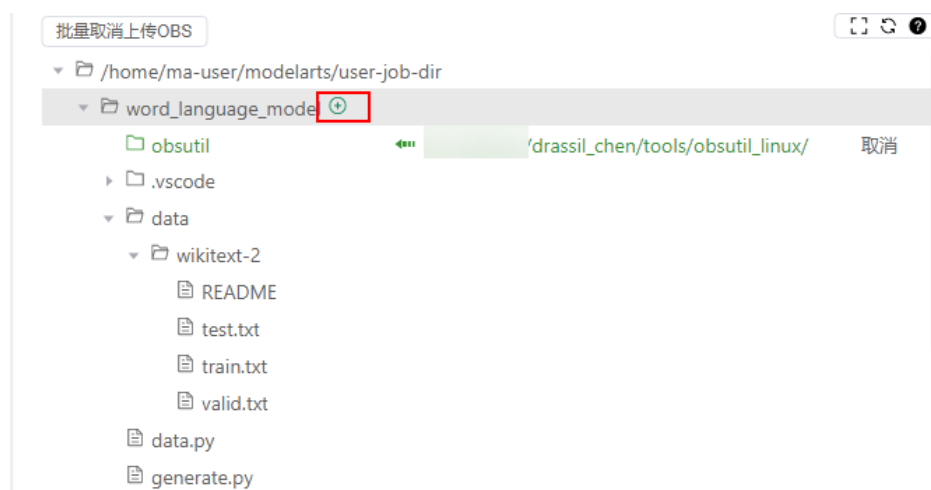 批量取消上传OBS
/home/ma-user/modelarts/user-job-dir
word_language_model
obsutil /drassil_chen/tools/obsutil_linux/ 取消
.vscode
data
wikitext-2
README
test.txt
train.txt
valid.txt
data.py
generate.py